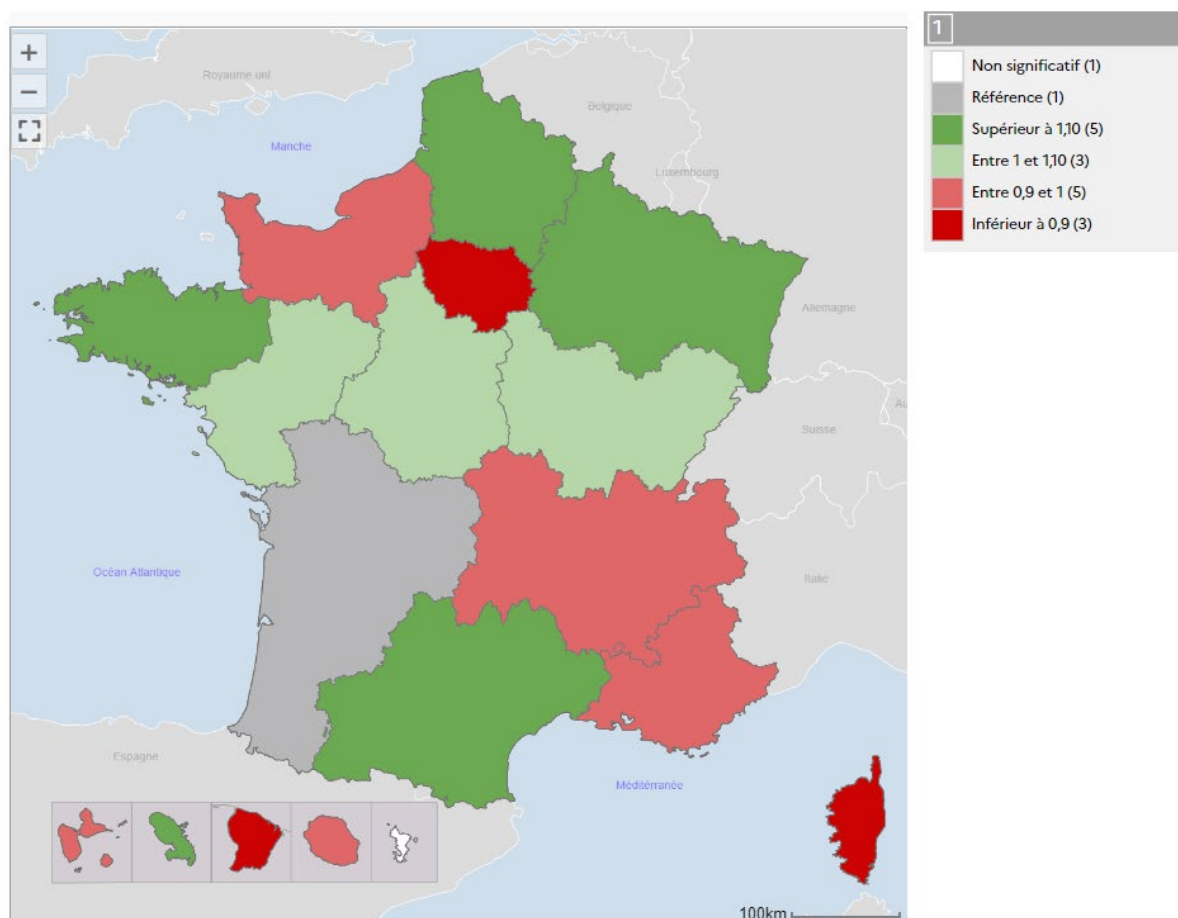 +
−
Royaume uni
Belgique
Manche
Luxembourg
Allemagne
Suisse
Au
Océan Atlantique
Italie
Espagne
Méditérranée
100km
1
Non significatif (1)
Référence (1)
Supérieur à 1,10 (5)
Entre 1 et 1,10 (3)
Entre 0,9 et 1 (5)
Inférieur à 0,9 (3)